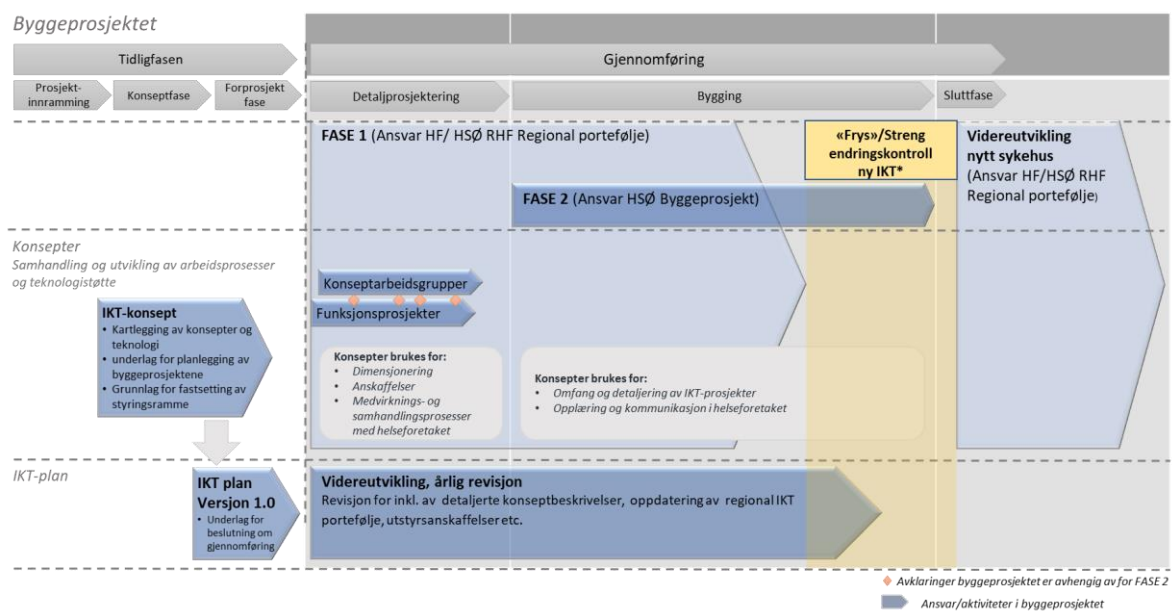 Byggeprosjektet
Tidligfasen
Gjennomføring
Prosjekt-
innramming
Konseptfase
Forprosjekt
fase
Detaljprosjektering
Bygging
Sluttfase
FASE 1 (Ansvar HF/ HSØ RHF Regional portefølje)
«Frys»/Streng
endringskontroll
ny IKT*
Videreutvikling
nytt sykehus
(Ansvar HF/HSØ RHF
Regional portefølje)
FASE 2 (Ansvar HSØ Byggeprosjekt)
Konsepter
Samhandling og utvikling av arbeidsprosesser
og teknologistøtte
Konseptarbeidsgrupper
Funksjonsprosjekter
IKT-konsept
• Kartlegging av konsepter og
teknologi
• underlag for planlegging av
byggeprosjektene
• Grunnlag for fastsetting av
styringsramme
Konsepter brukes for:
• Dimensjonering
• Anskaffelser
• Medvirknings- og
samhandlingsprosesser
med helseforetaket
Konsepter brukes for:
• Omfang og detaljering av IKT-prosjekter
• Opplæring og kommunikasjon i helseforetaket
IKT-plan
IKT plan
Versjon 1.0
• Underlag for
beslutning om
gjennomføring
Videreutvikling, årlig revisjon
Revisjon for inkl. av detaljerte konseptbeskrivelser, oppdatering av regional IKT
portefølje, utstyrsanskaffelser etc.
Avklaringer byggeprosjektet er avhengig av for FASE 2
Ansvar/aktiviteter i byggeprosjektet